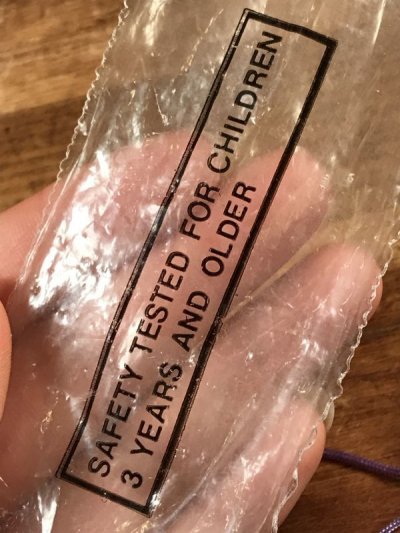 SAFETY TESTED FOR CHILDREN
3 YEARS AND OLDER